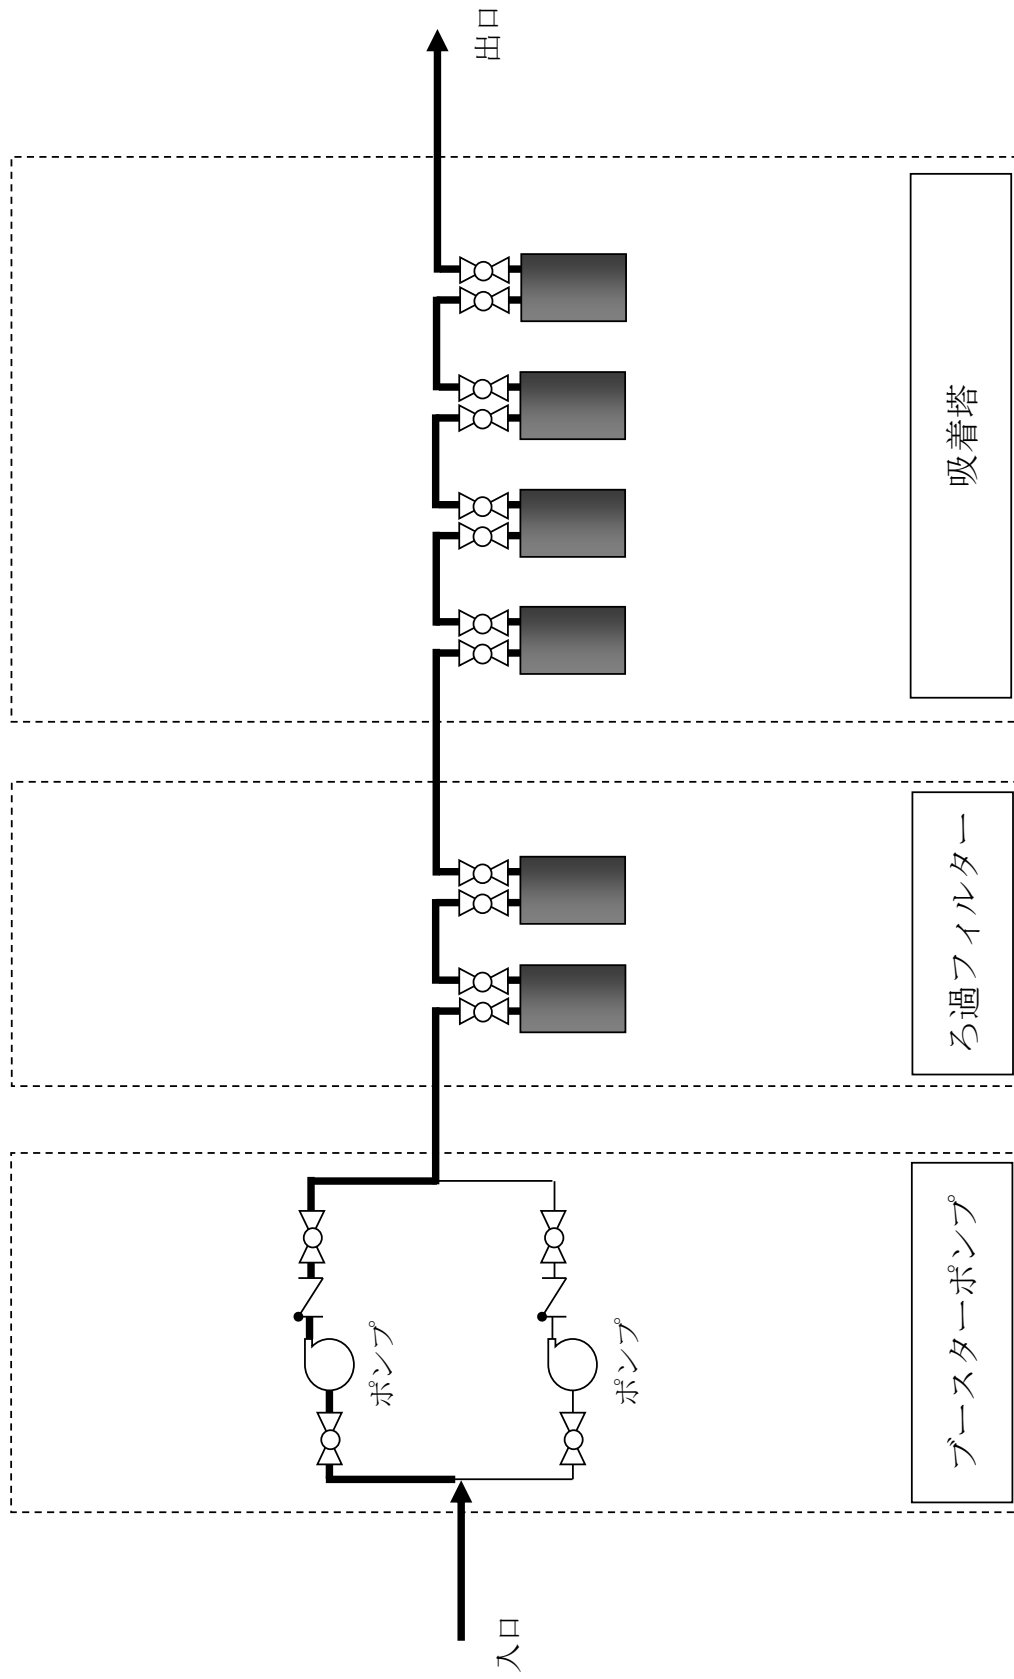 入口
ポンプ
ポンプ
ブースターポンプ
ろ過フィルター
吸着塔
出口